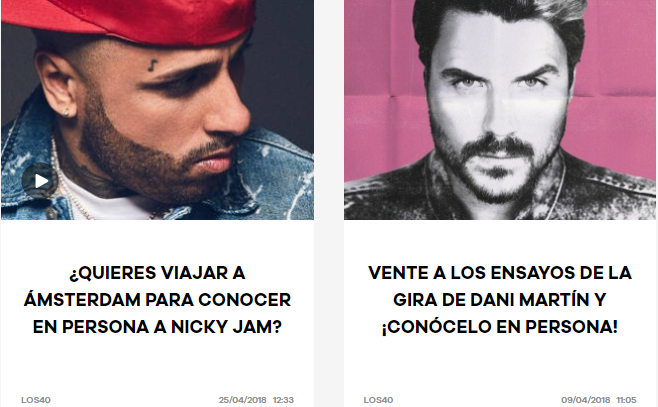 ¿QUIERES VIAJAR A
ÁMSTERDAM PARA CONOCER
EN PERSONA A NICKY JAM?
LOS40 25/04/2018 12:33
VENTE A LOS ENSAYOS DE LA
GIRA DE DANI MARTÍN Y
¡CONÓCELO EN PERSONA!
LOS40 09/04/2018 11:05